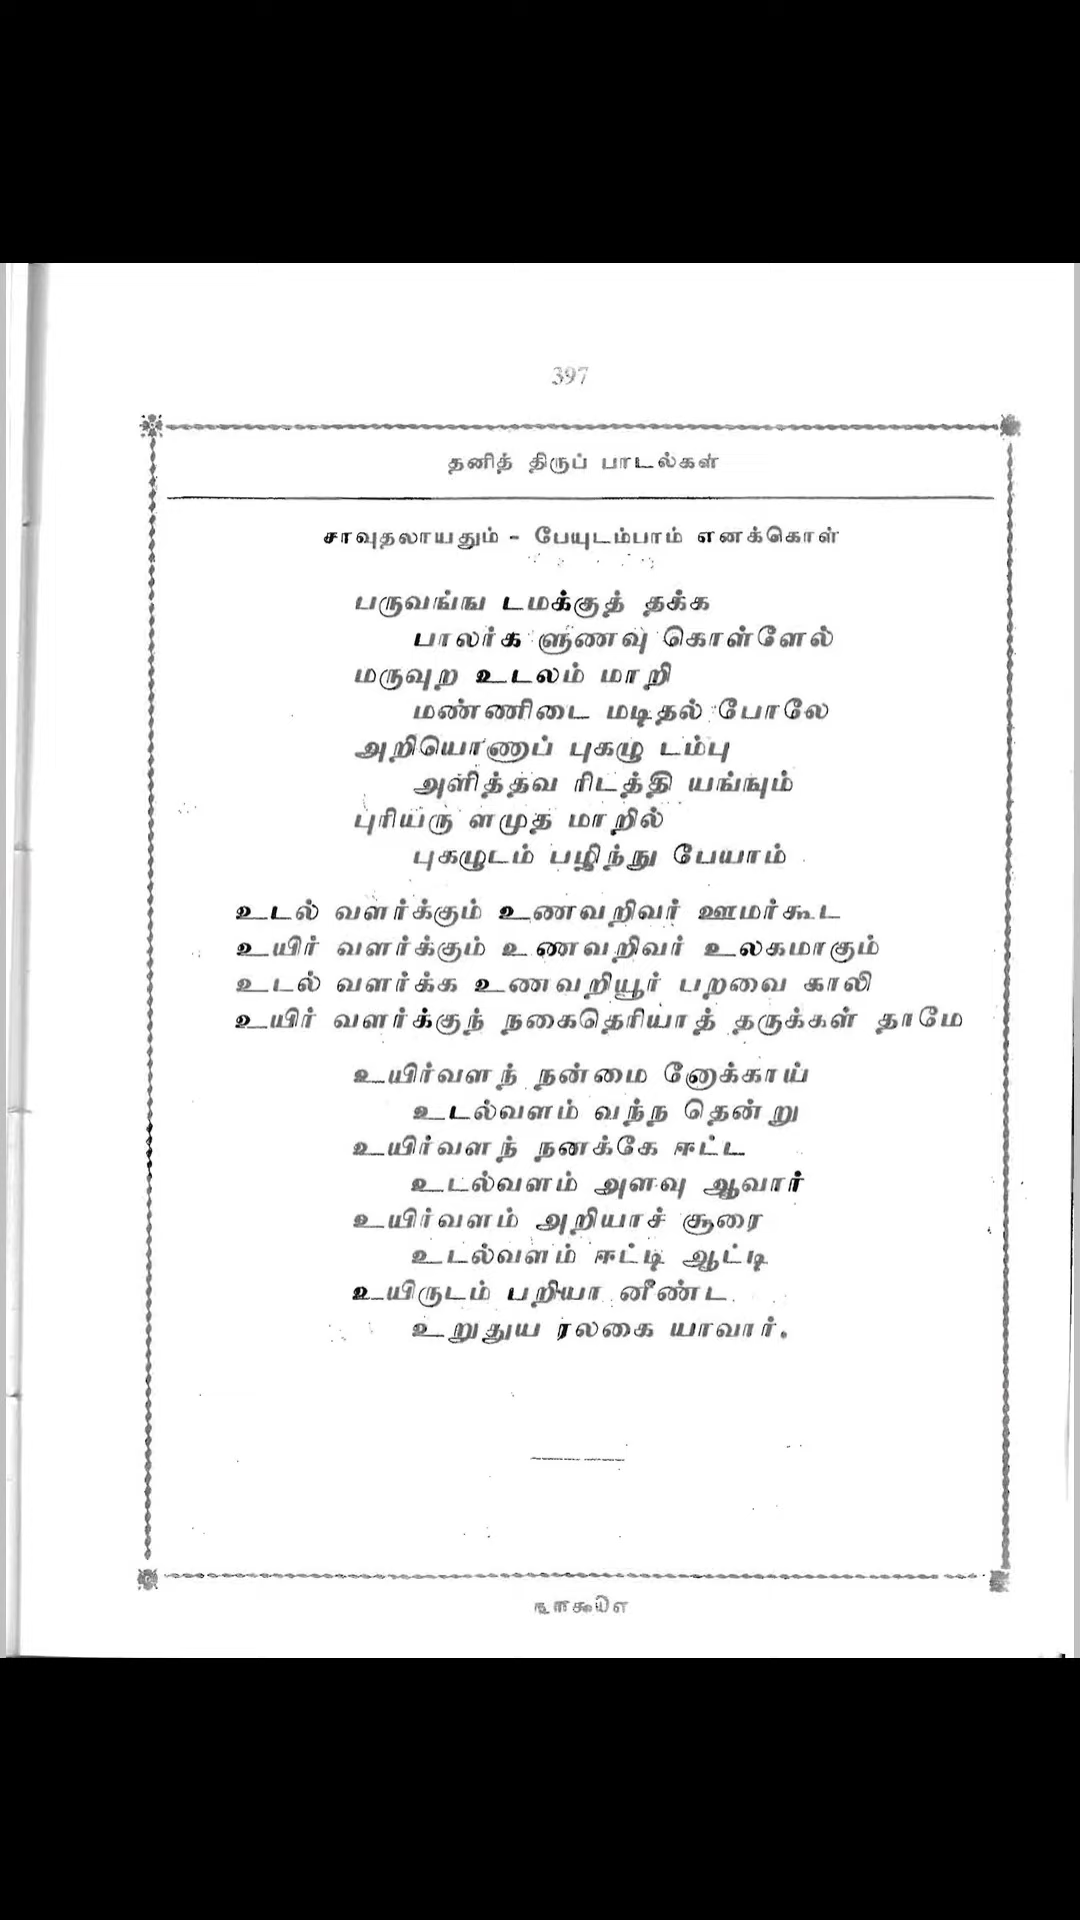 397
தனித் திருப் பாடல்கள்
சாவுதலாயதும் - பேயுடம்பாம் எனக்கொள்
பருவங்ங டமக்குத் தக்க
பாலர்க ளுணவு கொள்ளேல்
மருவுற உடலம் மாறி
மண்ணிடை மடிதல் போலே
அறியொணாப் புகழு டம்பு
அளித்தவ ரிடத்தி யங்ஙும்
புரியரு ளமுத மாறில்
புகழுடம் பழிந்து பேயாம்
உடல் வளர்க்கும் உணவறிவர் ஊமர்கூட
உயிர் வளர்க்கும் உணவறிவர் உலகமாகும்
உடல் வளர்க்க உணவறியூர் பறவை காலி
உயிர் வளர்க்குந் நகைதெரியாத் தருக்கள் தாமே
உயிர்வள ந் நன்மை னோக்காய்
உடல்வளம் வந்ந தென்று
உயிர்வள ந் நனக்கே ஈட்ட
உடல்வளம் அளவு ஆவார்
உயிர்வளம் அறியாச் சூரை
உடல்வளம் ஈட்டி ஆட்டி
உயிருடம் பறியா னீண்ட
உறுதுய ரலகை யாவார்.